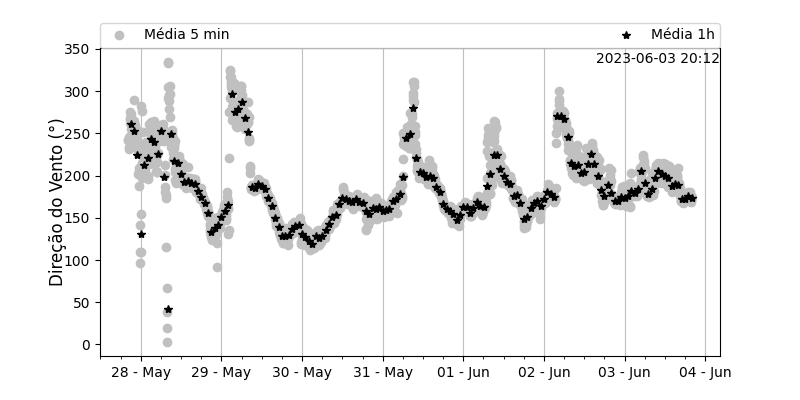 Média 5 min
Média 1h
2023-06-03 20:12
Direção do Vento (°)
350
300
250
200
150
100
50
0
28 - May
29 - May
30 - May
31 - May
01 - Jun
02 - Jun
03 - Jun
04 - Jun